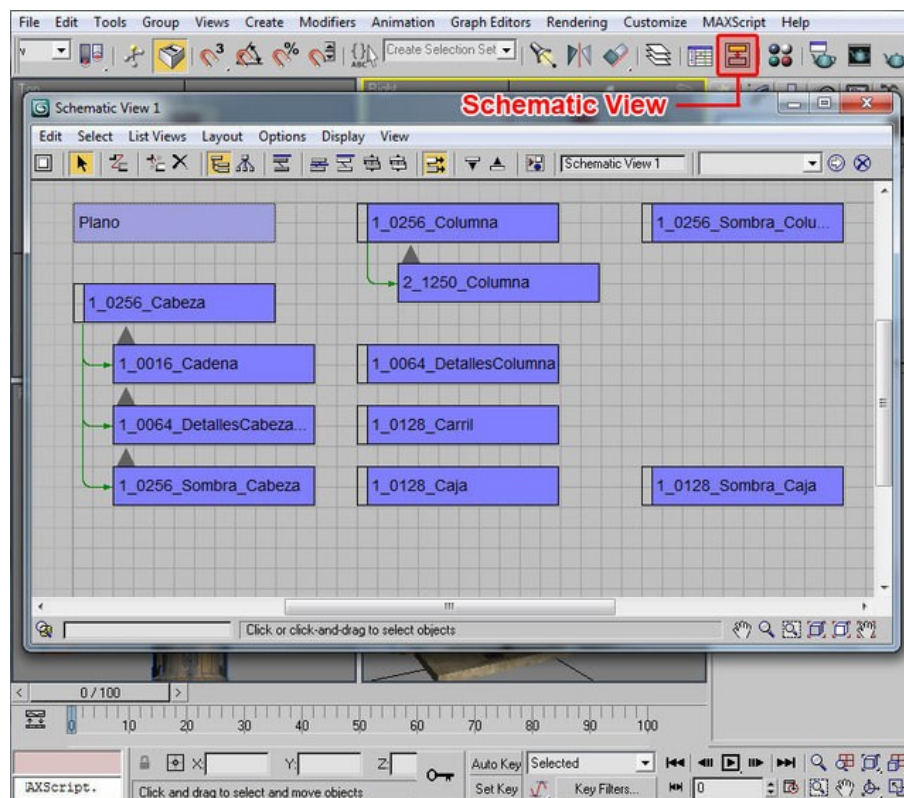 File Edit Tools Group Views Create Modifiers Animation Graph Editors Rendering Customize MAXScript Help
Create Selection Set
Schematic View
Schematic View 1
Edit Select List Views Layout Options Display View
Schematic View 1
Plano
1_0256_Columna
1_0256_Sombra_Colu...
2_1250_Columna
1_0256_Cabeza
1_0016_Cadena
1_0064_DetallesColumna
1_0064_DetallesCabeza...
1_0128_Carril
1_0256_Sombra_Cabeza
1_0128_Caja
1_0128_Sombra_Caja
Click or click-and-drag to select objects
0 / 100
0 10 20 30 40 50 60 70 80 90 100
X: Y: Z: Auto Key Selected
AXScript. Click and drag to select and move objects Set Key Key Filters... 0